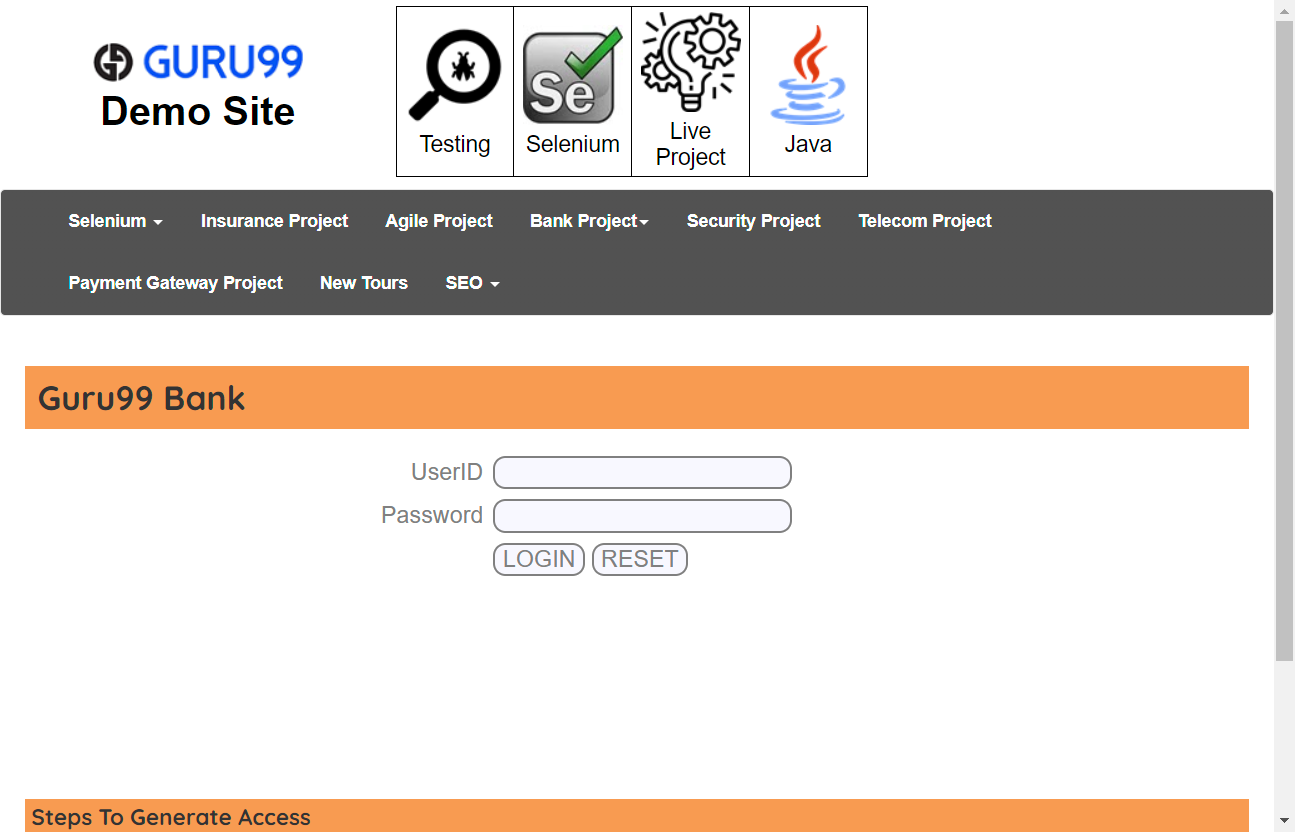 GURU99
Demo Site
Testing
Se
Selenium
Live
Project
Java
Selenium
Insurance Project
Agile Project
Bank Project
Security Project
Telecom Project
Payment Gateway Project
New Tours
SEO
Guru99 Bank
UserID
Password
LOGIN
RESET
Steps To Generate Access